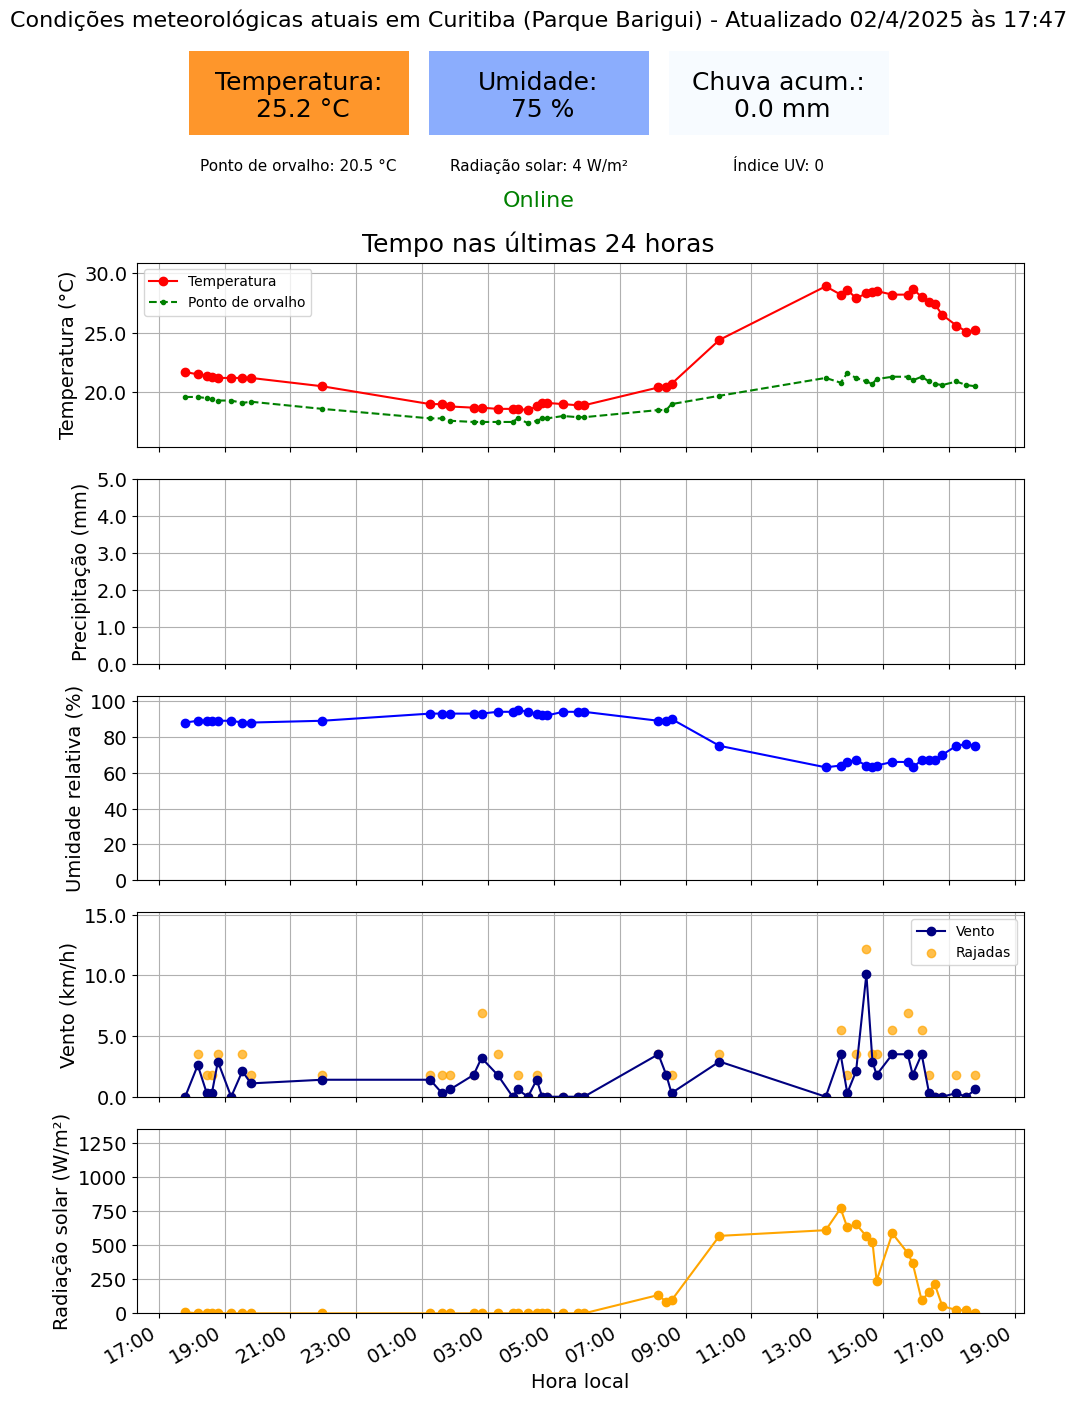 Condições meteorológicas atuais em Curitiba (Parque Barigui) - Atualizado 02/4/2025 às 17:47
Temperatura:
25.2 °C
Umidade:
75 %
Chuva acum.:
0.0 mm
Ponto de orvalho: 20.5 °C
Radiação solar: 4 W/m²
Índice UV: 0
Online
Tempo nas últimas 24 horas
Temperatura (°C)
30.0
25.0
20.0
Temperatura
Ponto de orvalho
Precipitação (mm)
5.0
4.0
3.0
2.0
1.0
0.0
Umidade relativa (%)
100
80
60
40
20
0
Vento (km/h)
15.0
10.0
5.0
0.0
Vento
Rajadas
Radiação solar (W/m²)
1250
1000
750
500
250
0
17:00
19:00
21:00
23:00
01:00
03:00
05:00
07:00
09:00
11:00
13:00
15:00
17:00
19:00
Hora local